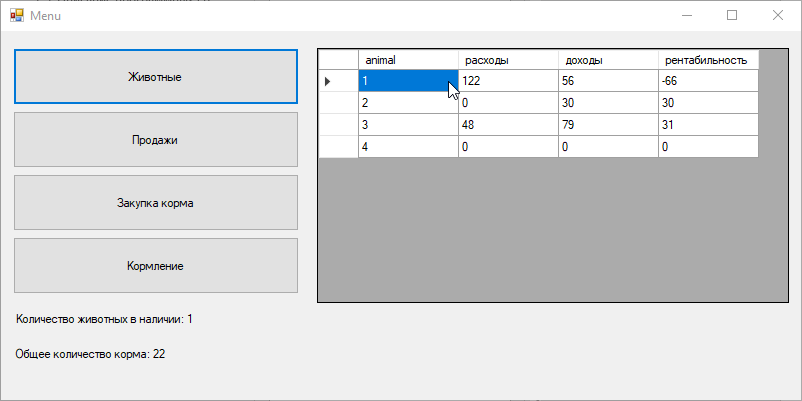 Menu
Животные
Продажи
Закупка корма
Кормление
Количество животных в наличии: 1
Общее количество корма: 22
animal расходы доходы рентабильность
1 122 56 -66
2 0 30 30
3 48 79 31
4 0 0 0